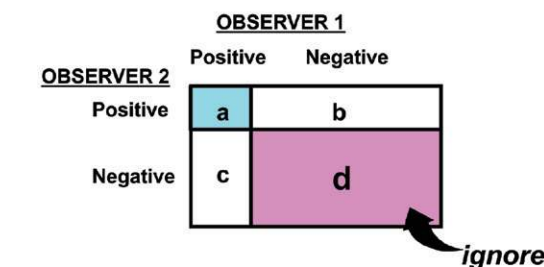 OBSERVER 1
Positive Negative
OBSERVER 2
Positive a b
Negative c d
ignore